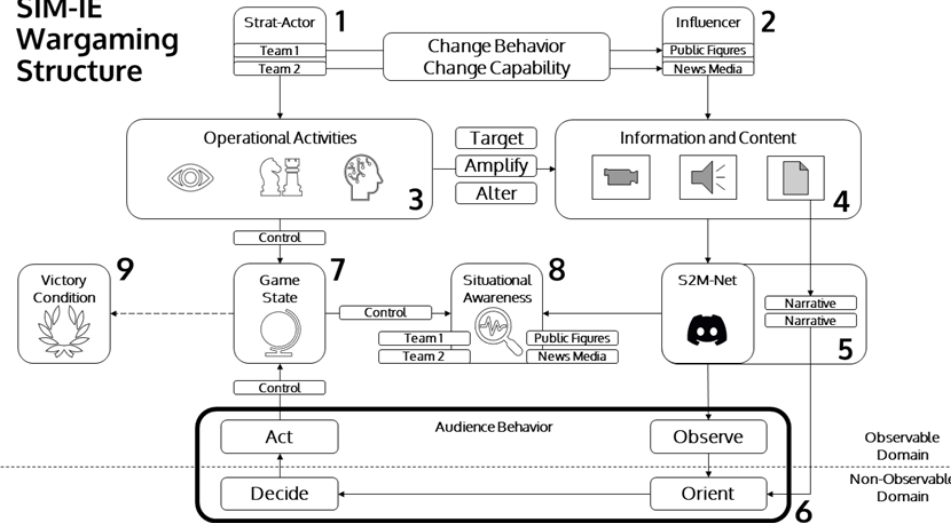 SIM-IE
Wargaming
Structure
Strat-Actor
1
Team 1
Team 2
Change Behavior
Change Capability
Influencer
2
Public Figures
News Media
Operational Activities
3
Target
Amplify
Alter
Information and Content
4
Control
Victory
Condition
9
Game
State
7
Control
Situational
Awareness
8
Team 1
Team 2
Public Figures
News Media
S2M-Net
Narrative
Narrative
5
Control
Audience Behavior
Act
Observe
Decide
Orient
6
Observable
Domain
Non-Observable
Domain